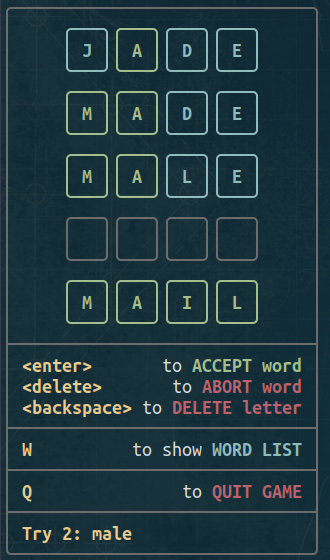 J A D E
M A D E
M A L E
M A I L
<enter> to ACCEPT word
<delete> to ABORT word
<backspace> to DELETE letter
W to show WORD LIST
Q to QUIT GAME
Try 2: male